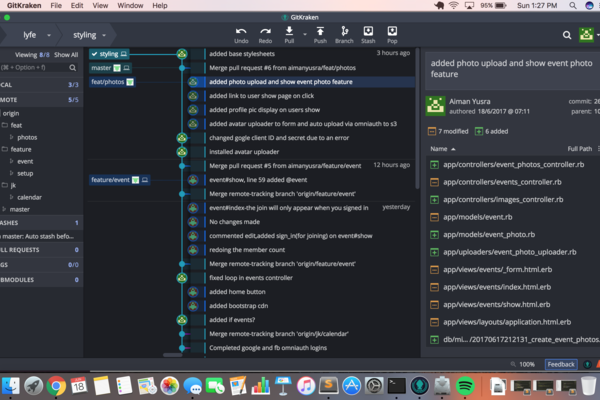 GitKraken File Edit View Window Help
95% Sun 1:27 PM
GitKraken
lyfe styling
Undo Redo Pull Push Branch Stash Pop
Viewing 8/8 Show All
(⌘ + Option + f)
CAL 3/3
MOTE 5/5
origin
feat
photos
feature
event
setup
jk
calendar
master
ASHES 1
n master: Auto stash before...
LL REQUESTS 0
GS 0/0
BMODULES 0
styling
master
feat/photos
feature/event
added base stylesheets 3 hours ago
Merge pull request #6 from aimanyusra/feat/photos
added photo upload and show event photo feature
added link to user show page on click
added profile pic display on users show
added avatar uploader to form and auto upload via omniauth to s3
changed gogle client ID and secret due to an error
installed avatar uploader
Merge pull request #5 from aimanyusra/feature/event 12 hours ago
event#show, line 59 added @event
Merge remote-tracking branch 'origin/feature/event'
event#index-the join will only appear when you signed in yesterday
No changes made
commented edit,added sign_in(for joining) on event#show
redoing the member count
Merge remote-tracking branch 'origin/feature/event'
fixed loop in events controller
added home button
added bootstrap cdn
added if events?
Merge remote-tracking branch 'origin/jk/calendar'
Completed google and fb omniauth logins
added photo upload and show event photo
feature
Aiman Yusra
authored 18/6/2017 @ 07:11
commit: 26
parent: 10
7 modified 6 added
Name Full Path
app/controllers/event_photos_controller.rb
app/controllers/events_controller.rb
app/controllers/images_controller.rb
app/models/event.rb
app/models/event_photo.rb
app/uploaders/event_photo_uploader.rb
app/views/events/_form.html.erb
app/views/events/index.html.erb
app/views/events/show.html.erb
app/views/layouts/application.html.erb
db/mi... /20170617212131_create_event_photos.
100% Feedback
18